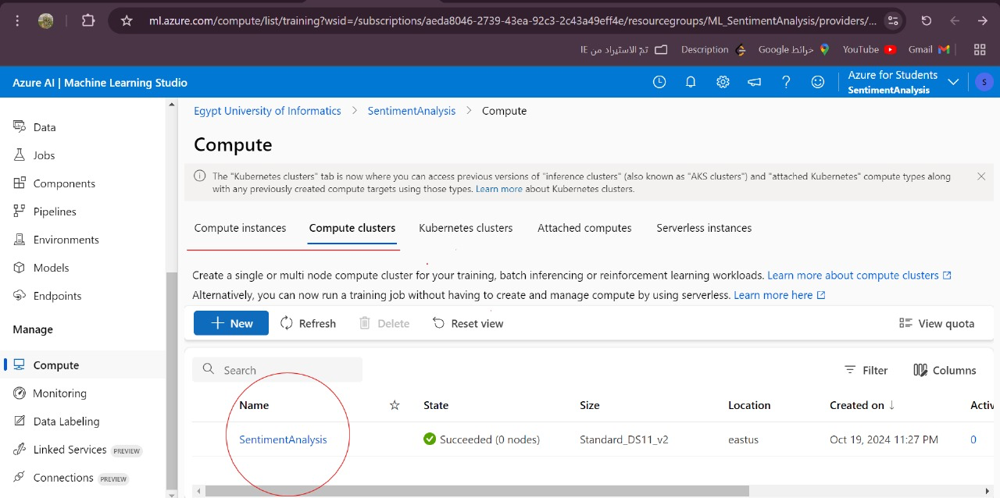 ml.azure.com/compute/list/training?wsid=/subscriptions/aeda8046-2739-43ea-92c3-2c43a49eff4e/resourcegroups/ML_SentimentAnalysis/providers/...
تمّ الاستيراد من IE
Description
خرائط Google
YouTube
Gmail
Azure AI | Machine Learning Studio
Azure for Students
SentimentAnalysis
S
Data
Jobs
Components
Pipelines
Environments
Models
Endpoints
Manage
Compute
Monitoring
Data Labeling
Linked Services PREVIEW
Connections PREVIEW
Egypt University of Informatics > SentimentAnalysis > Compute
Compute
The "Kubernetes clusters" tab is now where you can access previous versions of "inference clusters" (also known as "AKS clusters") and "attached Kubernetes" compute types along
with any previously created compute targets using those types. Learn more about Kubernetes clusters.
Compute instances Compute clusters Kubernetes clusters Attached computes Serverless instances
Create a single or multi node compute cluster for your training, batch inferencing or reinforcement learning workloads. Learn more about compute clusters
Alternatively, you can now run a training job without having to create and manage compute by using serverless. Learn more here
New Refresh Delete Reset view View quota
Search Filter Columns
Name State Size Location Created on ↓ Activ
SentimentAnalysis Succeeded (0 nodes) Standard_DS11_v2 eastus Oct 19, 2024 11:27 PM 0